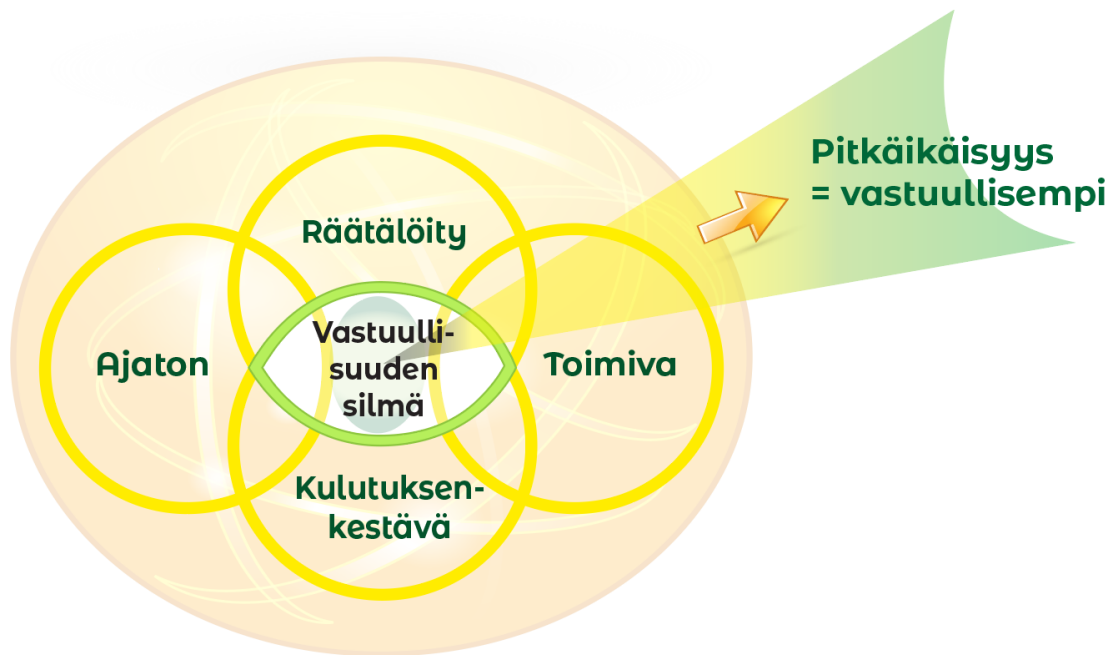 Pitkäikäisyys
= vastuullisempi
Räätälöity
Ajaton
Vastuulli-
suuden
silmä
Toimiva
Kulutuksen-
kestävä